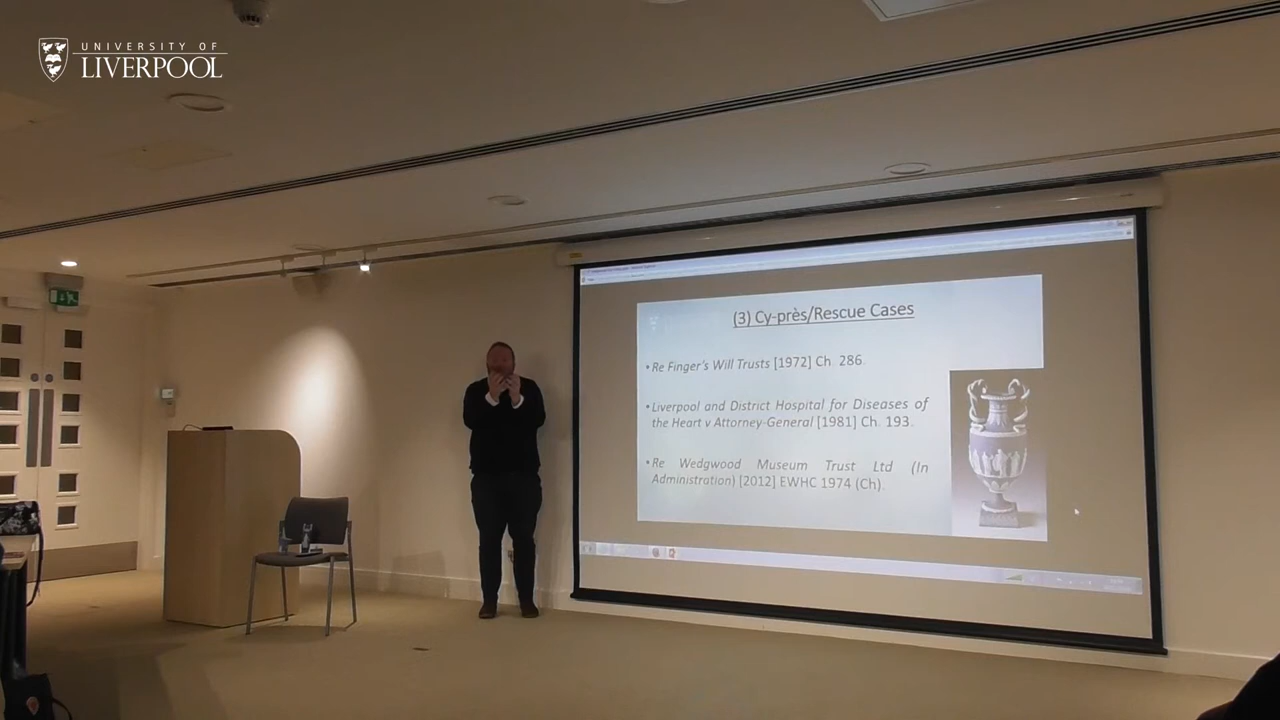 UNIVERSITY OF
LIVERPOOL
(3) Cy-près/Rescue Cases
• Re Finger's Will Trusts [1972] Ch. 286.
• Liverpool and District Hospital for Diseases of
the Heart v Attorney-General [1981] Ch. 193.
• Re Wedgwood Museum Trust Ltd (In
Administration) [2012] EWHC 1974 (Ch).